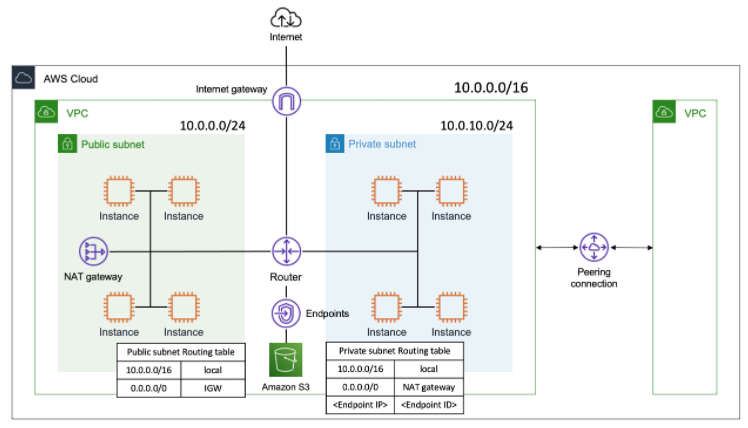 Internet
AWS Cloud
Internet gateway
10.0.0.0/16
VPC
VPC
10.0.0.0/24
10.0.10.0/24
Public subnet
Private subnet
Instance
Instance
Instance
Instance
NAT gateway
Router
Peering
connection
Endpoints
Instance
Instance
Instance
Instance
Public subnet Routing table
10.0.0.0/16 local
0.0.0.0/0 IGW
Amazon S3
Private subnet Routing table
10.0.0.0/16 local
0.0.0.0/0 NAT gateway
<Endpoint IP> <Endpoint ID>